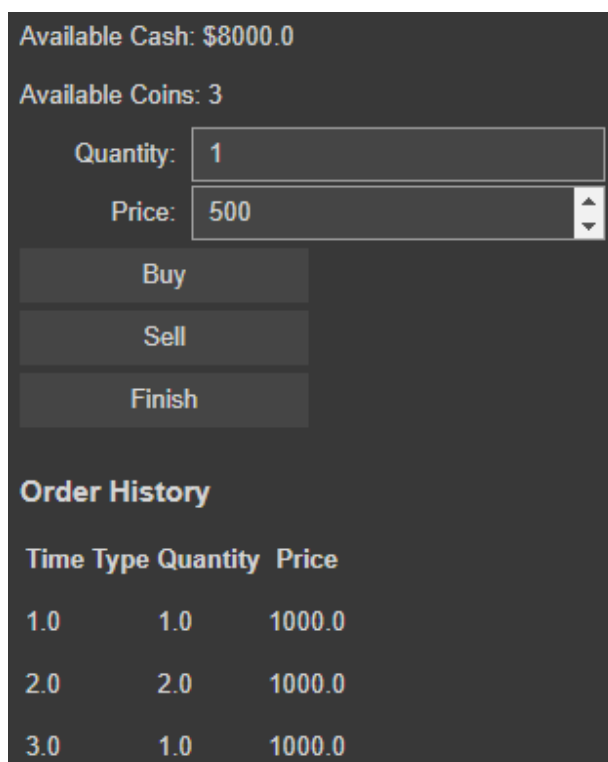 Available Cash: $8000.0
Available Coins: 3
Quantity: 1
Price: 500
Buy
Sell
Finish
Order History
Time Type Quantity Price
1.0 1.0 1000.0
2.0 2.0 1000.0
3.0 1.0 1000.0